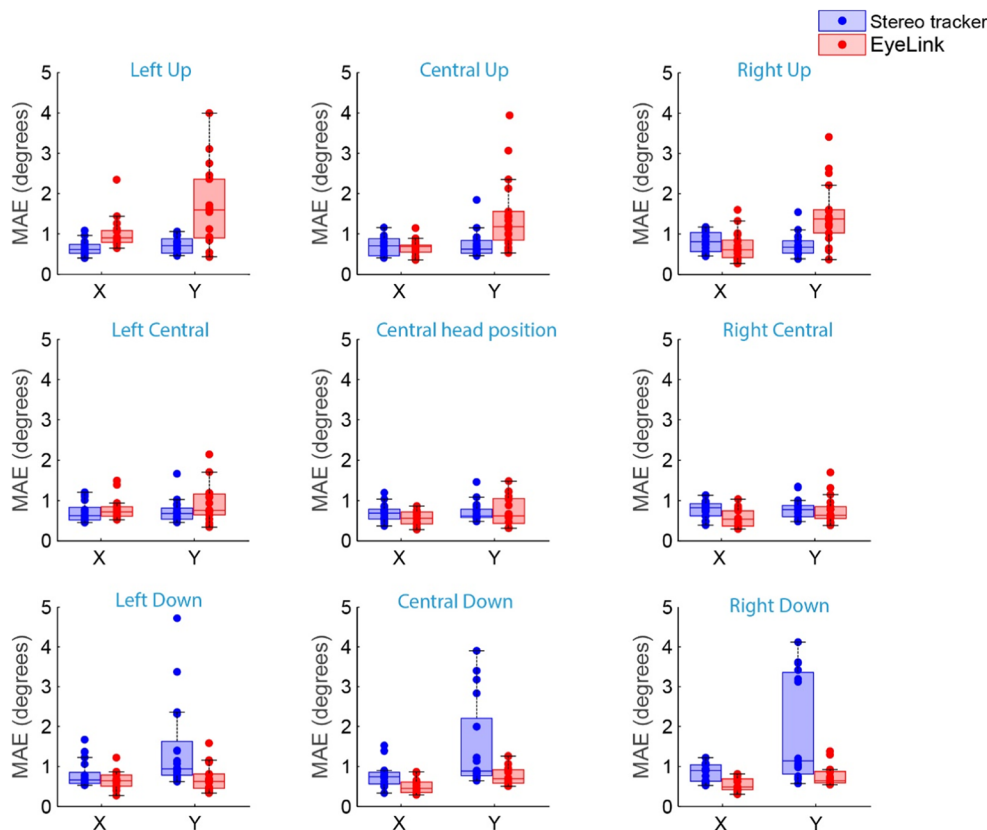 Stereo tracker
EyeLink
Left Up
Central Up
Right Up
MAE (degrees)
5
4
3
2
1
0
X Y
MAE (degrees)
5
4
3
2
1
0
X Y
MAE (degrees)
5
4
3
2
1
0
X Y
Left Central
Central head position
Right Central
MAE (degrees)
5
4
3
2
1
0
X Y
MAE (degrees)
5
4
3
2
1
0
X Y
MAE (degrees)
5
4
3
2
1
0
X Y
Left Down
Central Down
Right Down
MAE (degrees)
5
4
3
2
1
0
X Y
MAE (degrees)
5
4
3
2
1
0
X Y
MAE (degrees)
5
4
3
2
1
0
X Y